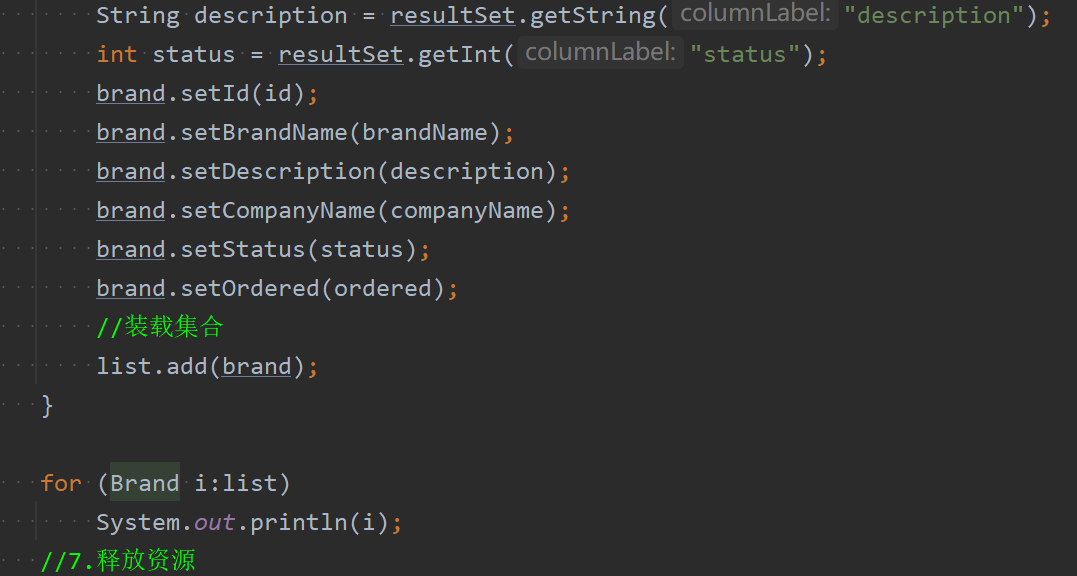 String description = resultSet.getString( columnLabel: "description");
int status = resultSet.getInt( columnLabel: "status");
brand.setId(id);
brand.setBrandName(brandName);
brand.setDescription(description);
brand.setCompanyName(companyName);
brand.setStatus(status);
brand.setOrdered(ordered);
//装载集合
list.add(brand);
}
for (Brand i:list)
System.out.println(i);
//7.释放资源